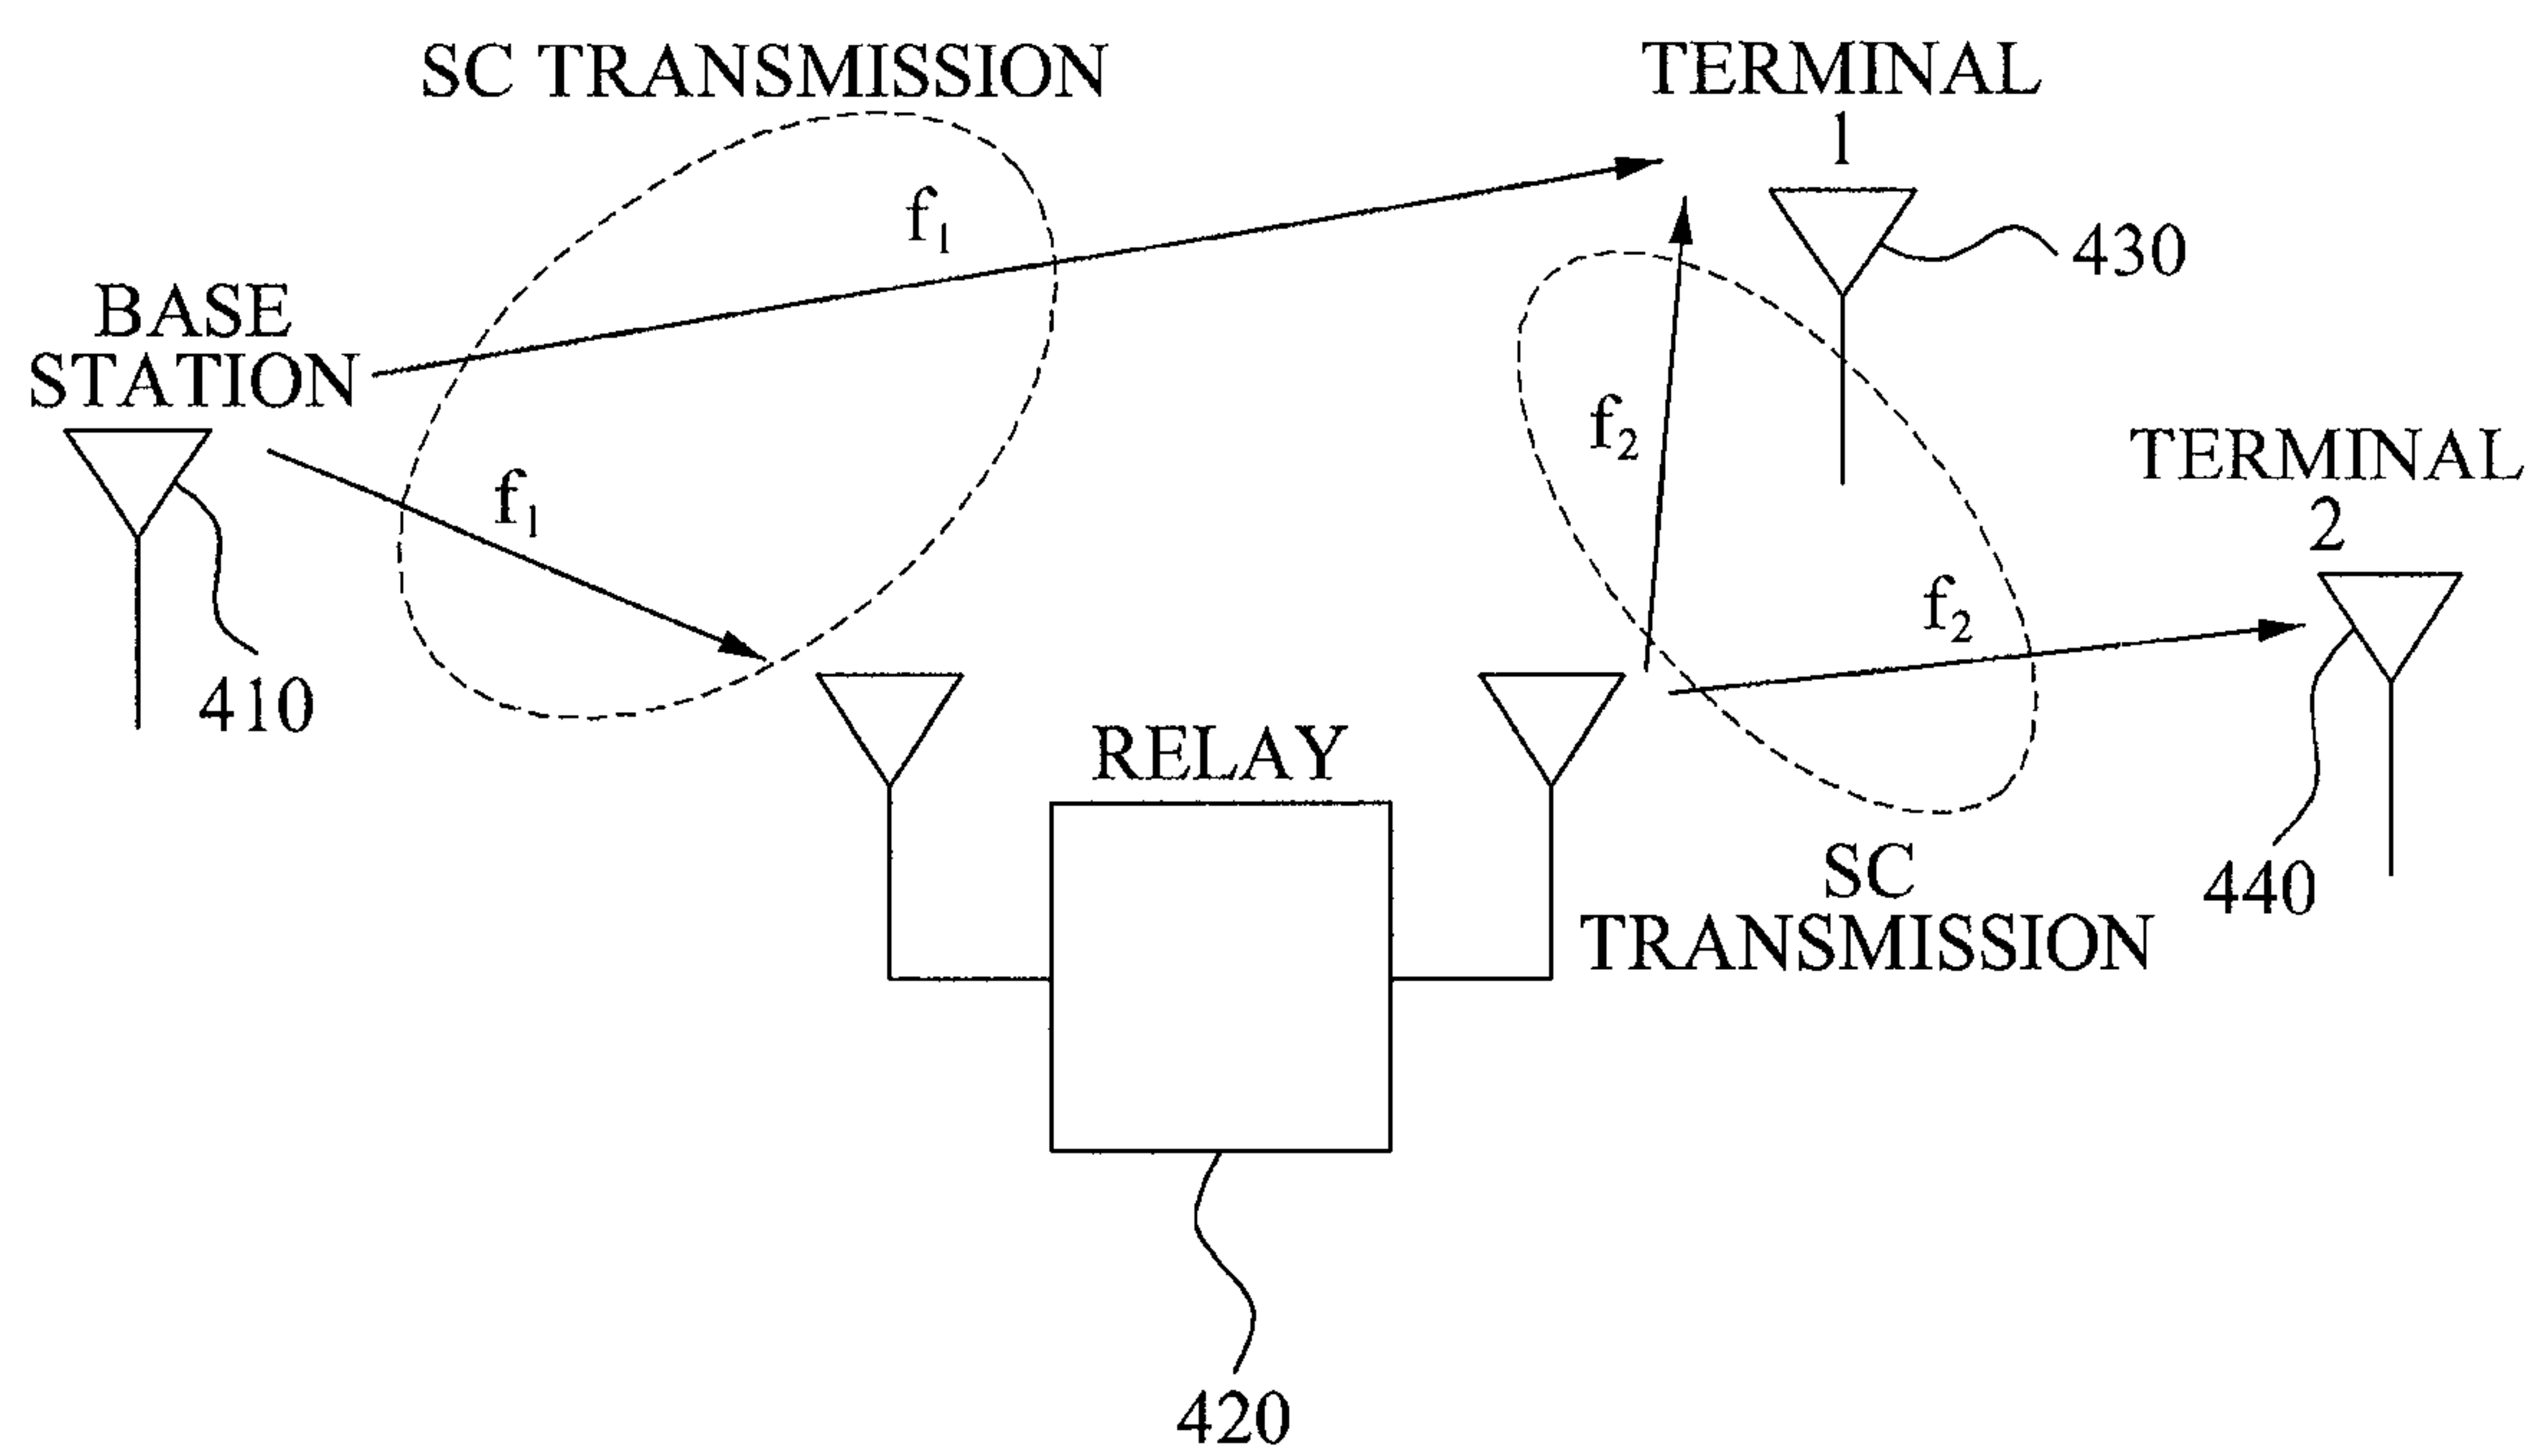 SC TRANSMISSION
TERMINAL
1
f₁
430
BASE
STATION
f₂
TERMINAL
2
f₁
f₂
410
RELAY
SC
TRANSMISSION
440
420